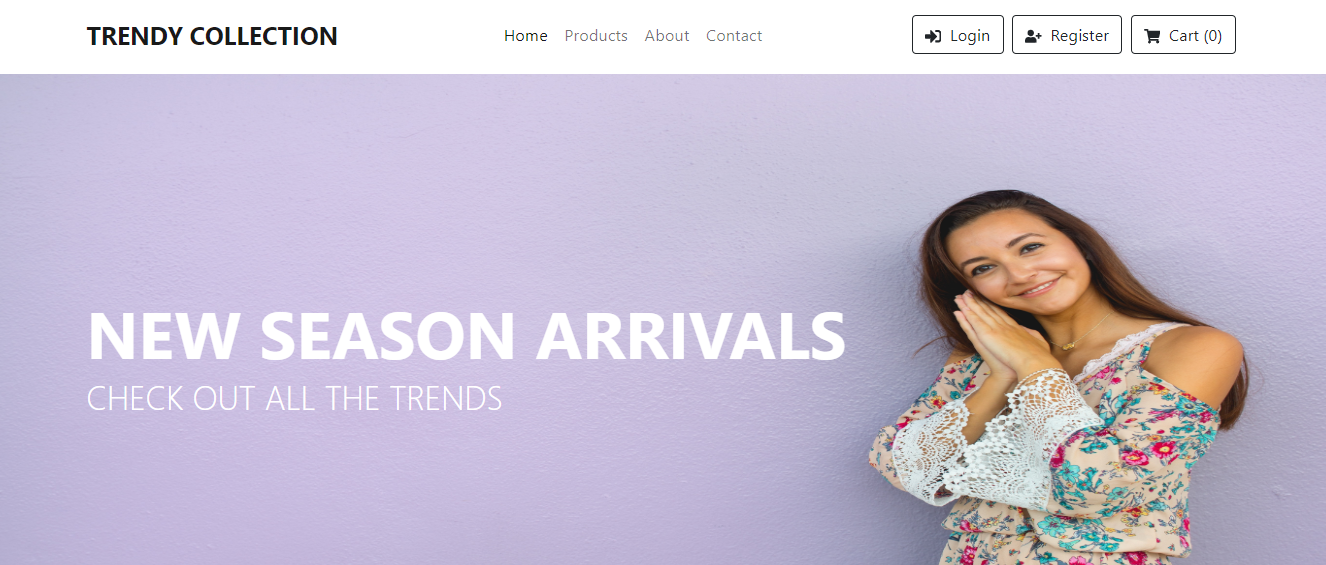 TRENDY COLLECTION
Home Products About Contact
Login Register Cart (0)
NEW SEASON ARRIVALS
CHECK OUT ALL THE TRENDS